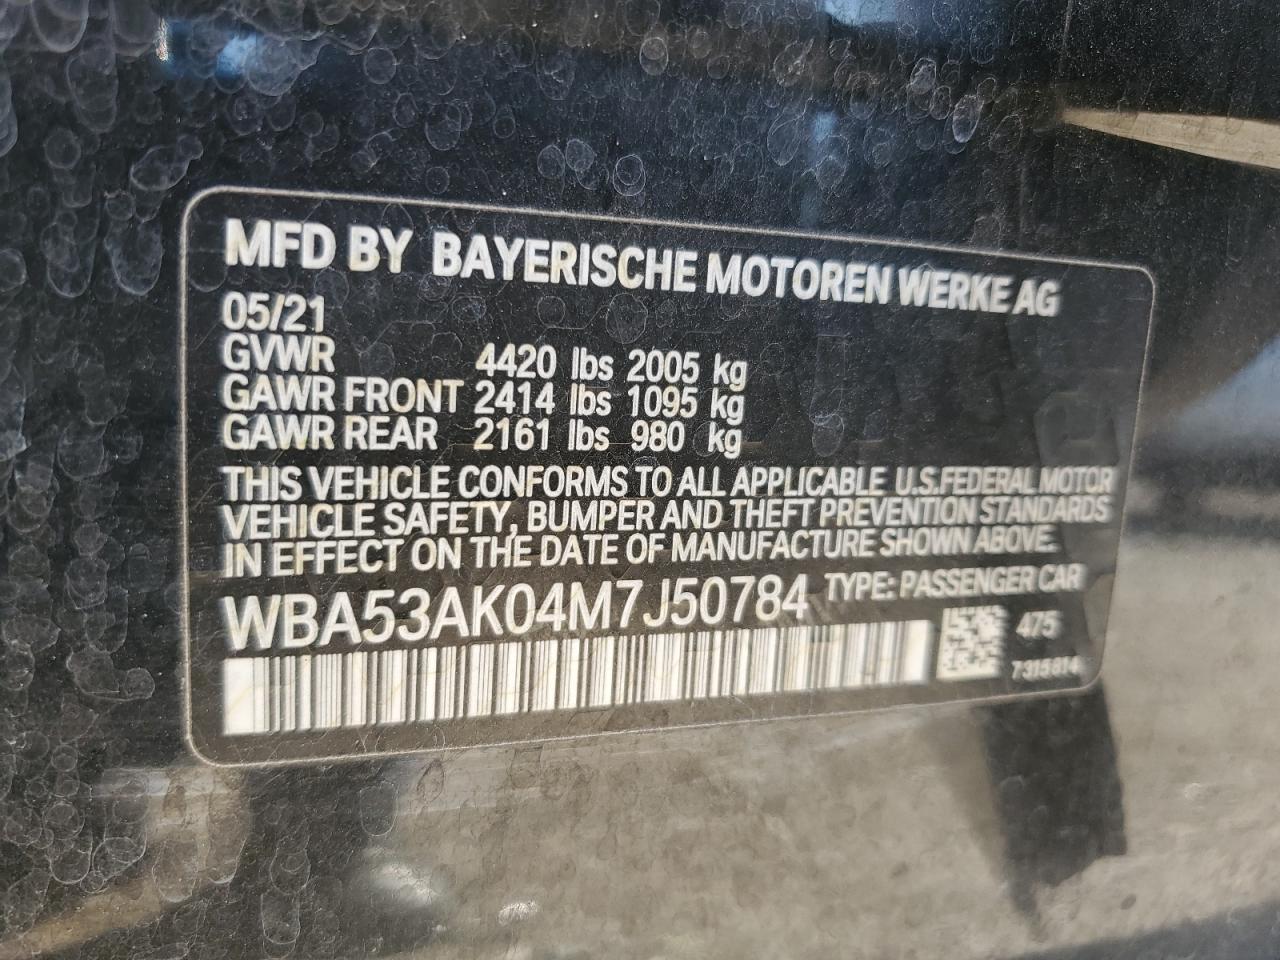 MFD BY BAYERISCHE MOTOREN WERKE AG
05/21
GVWR 4420 lbs 2005 kg
GAWR FRONT 2414 lbs 1095 kg
GAWR REAR 2161 lbs 980 kg
THIS VEHICLE CONFORMS TO ALL APPLICABLE U.S.FEDERAL MOTOR
VEHICLE SAFETY, BUMPER AND THEFT PREVENTION STANDARDS
IN EFFECT ON THE DATE OF MANUFACTURE SHOWN ABOVE.
WBA53AK04M7J50784 TYPE: PASSENGER CAR
475
7315814